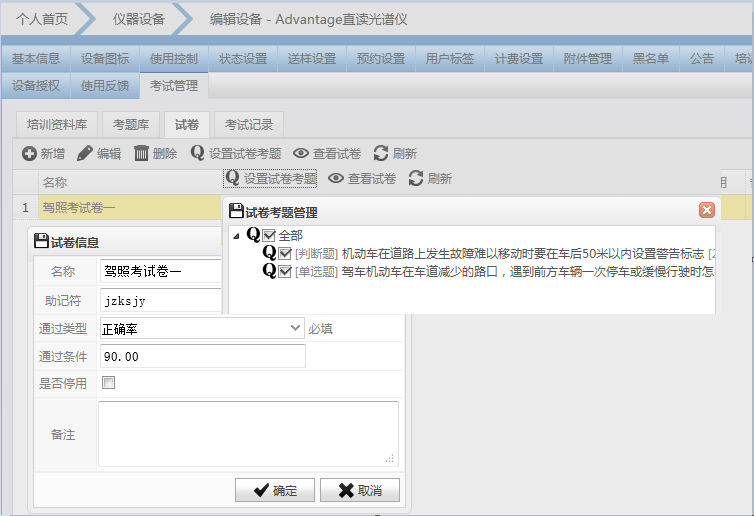 个人首页 仪器设备 编辑设备 - Advantage直读光谱仪
基本信息 设备图标 使用控制 状态设置 送样设置 预约设置 用户标签 计费设置 附件管理 黑名单 公告 培训
设备授权 使用反馈 考试管理
培训资料库 考题库 试卷 考试记录
新增 编辑 删除 设置试卷考题 查看试卷 刷新
名称
设置试卷考题 查看试卷 刷新
1 驾照考试卷一
试卷考题管理
全部
[判断题] 机动车在道路上发生故障难以移动时要在车后50米以内设置警告标志
[单选题] 驾车机动车在车道减少的路口，遇到前方车辆一次停车或缓慢行驶时怎
试卷信息
名称 驾照考试卷一
助记符 jzksjy
通过类型 正确率 必填
通过条件 90.00
是否停用
备注
确定 取消